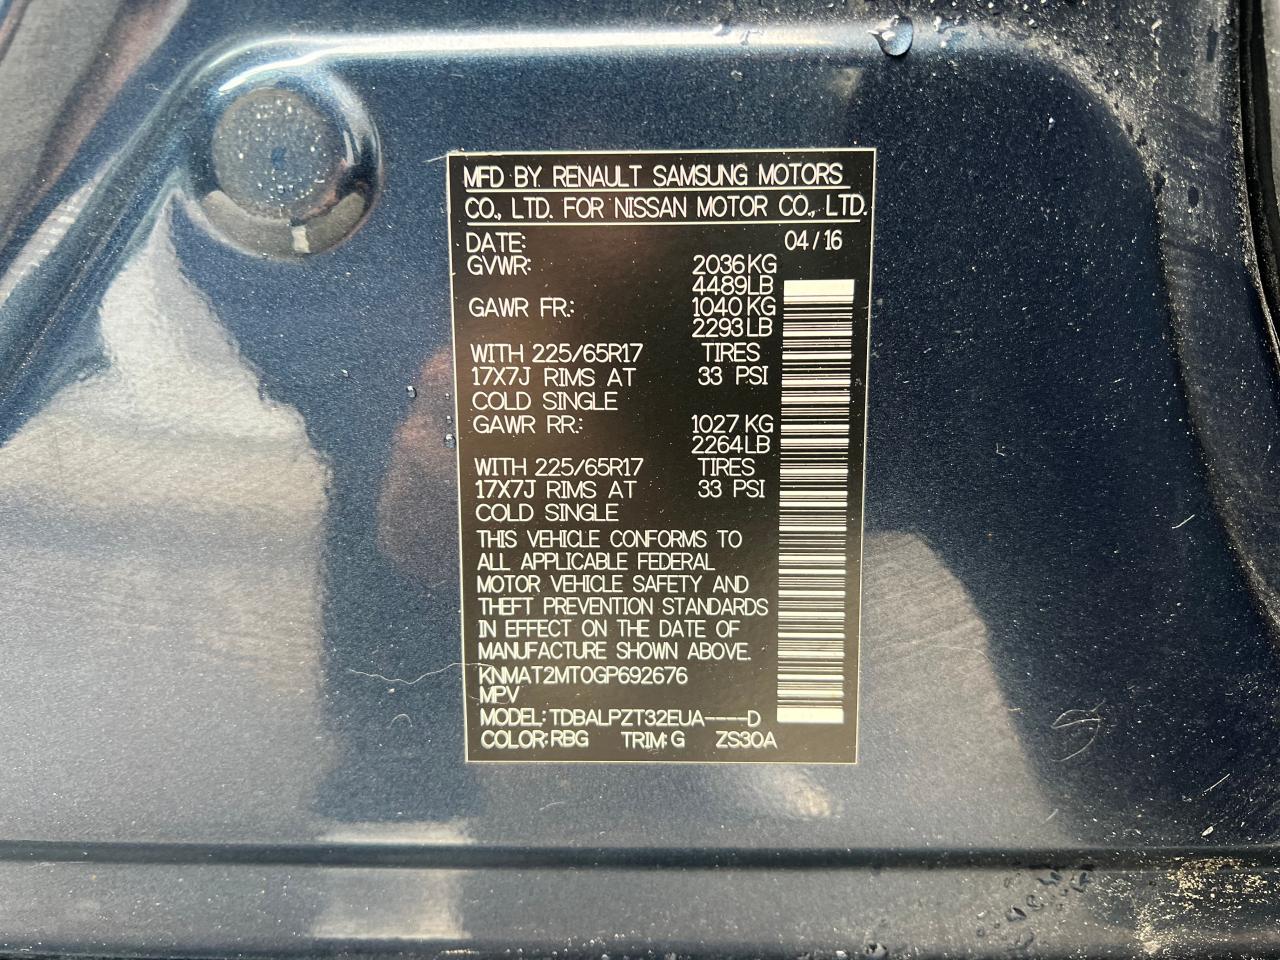 MFD BY RENAULT SAMSUNG MOTORS
CO., LTD. FOR NISSAN MOTOR CO., LTD.
DATE: 04/16
GVWR: 2036KG
4489LB
GAWR FR.: 1040KG
2293LB
WITH 225/65R17 TIRES
17X7J RIMS AT 33 PSI
COLD SINGLE
GAWR RR.: 1027KG
2264LB
WITH 225/65R17 TIRES
17X7J RIMS AT 33 PSI
COLD SINGLE
THIS VEHICLE CONFORMS TO
ALL APPLICABLE FEDERAL
MOTOR VEHICLE SAFETY AND
THEFT PREVENTION STANDARDS
IN EFFECT ON THE DATE OF
MANUFACTURE SHOWN ABOVE.
KNMAT2MT0GP692676
MPV
MODEL: TDBALPZT32EUA----D
COLOR: RBG TRIM: G ZS30A